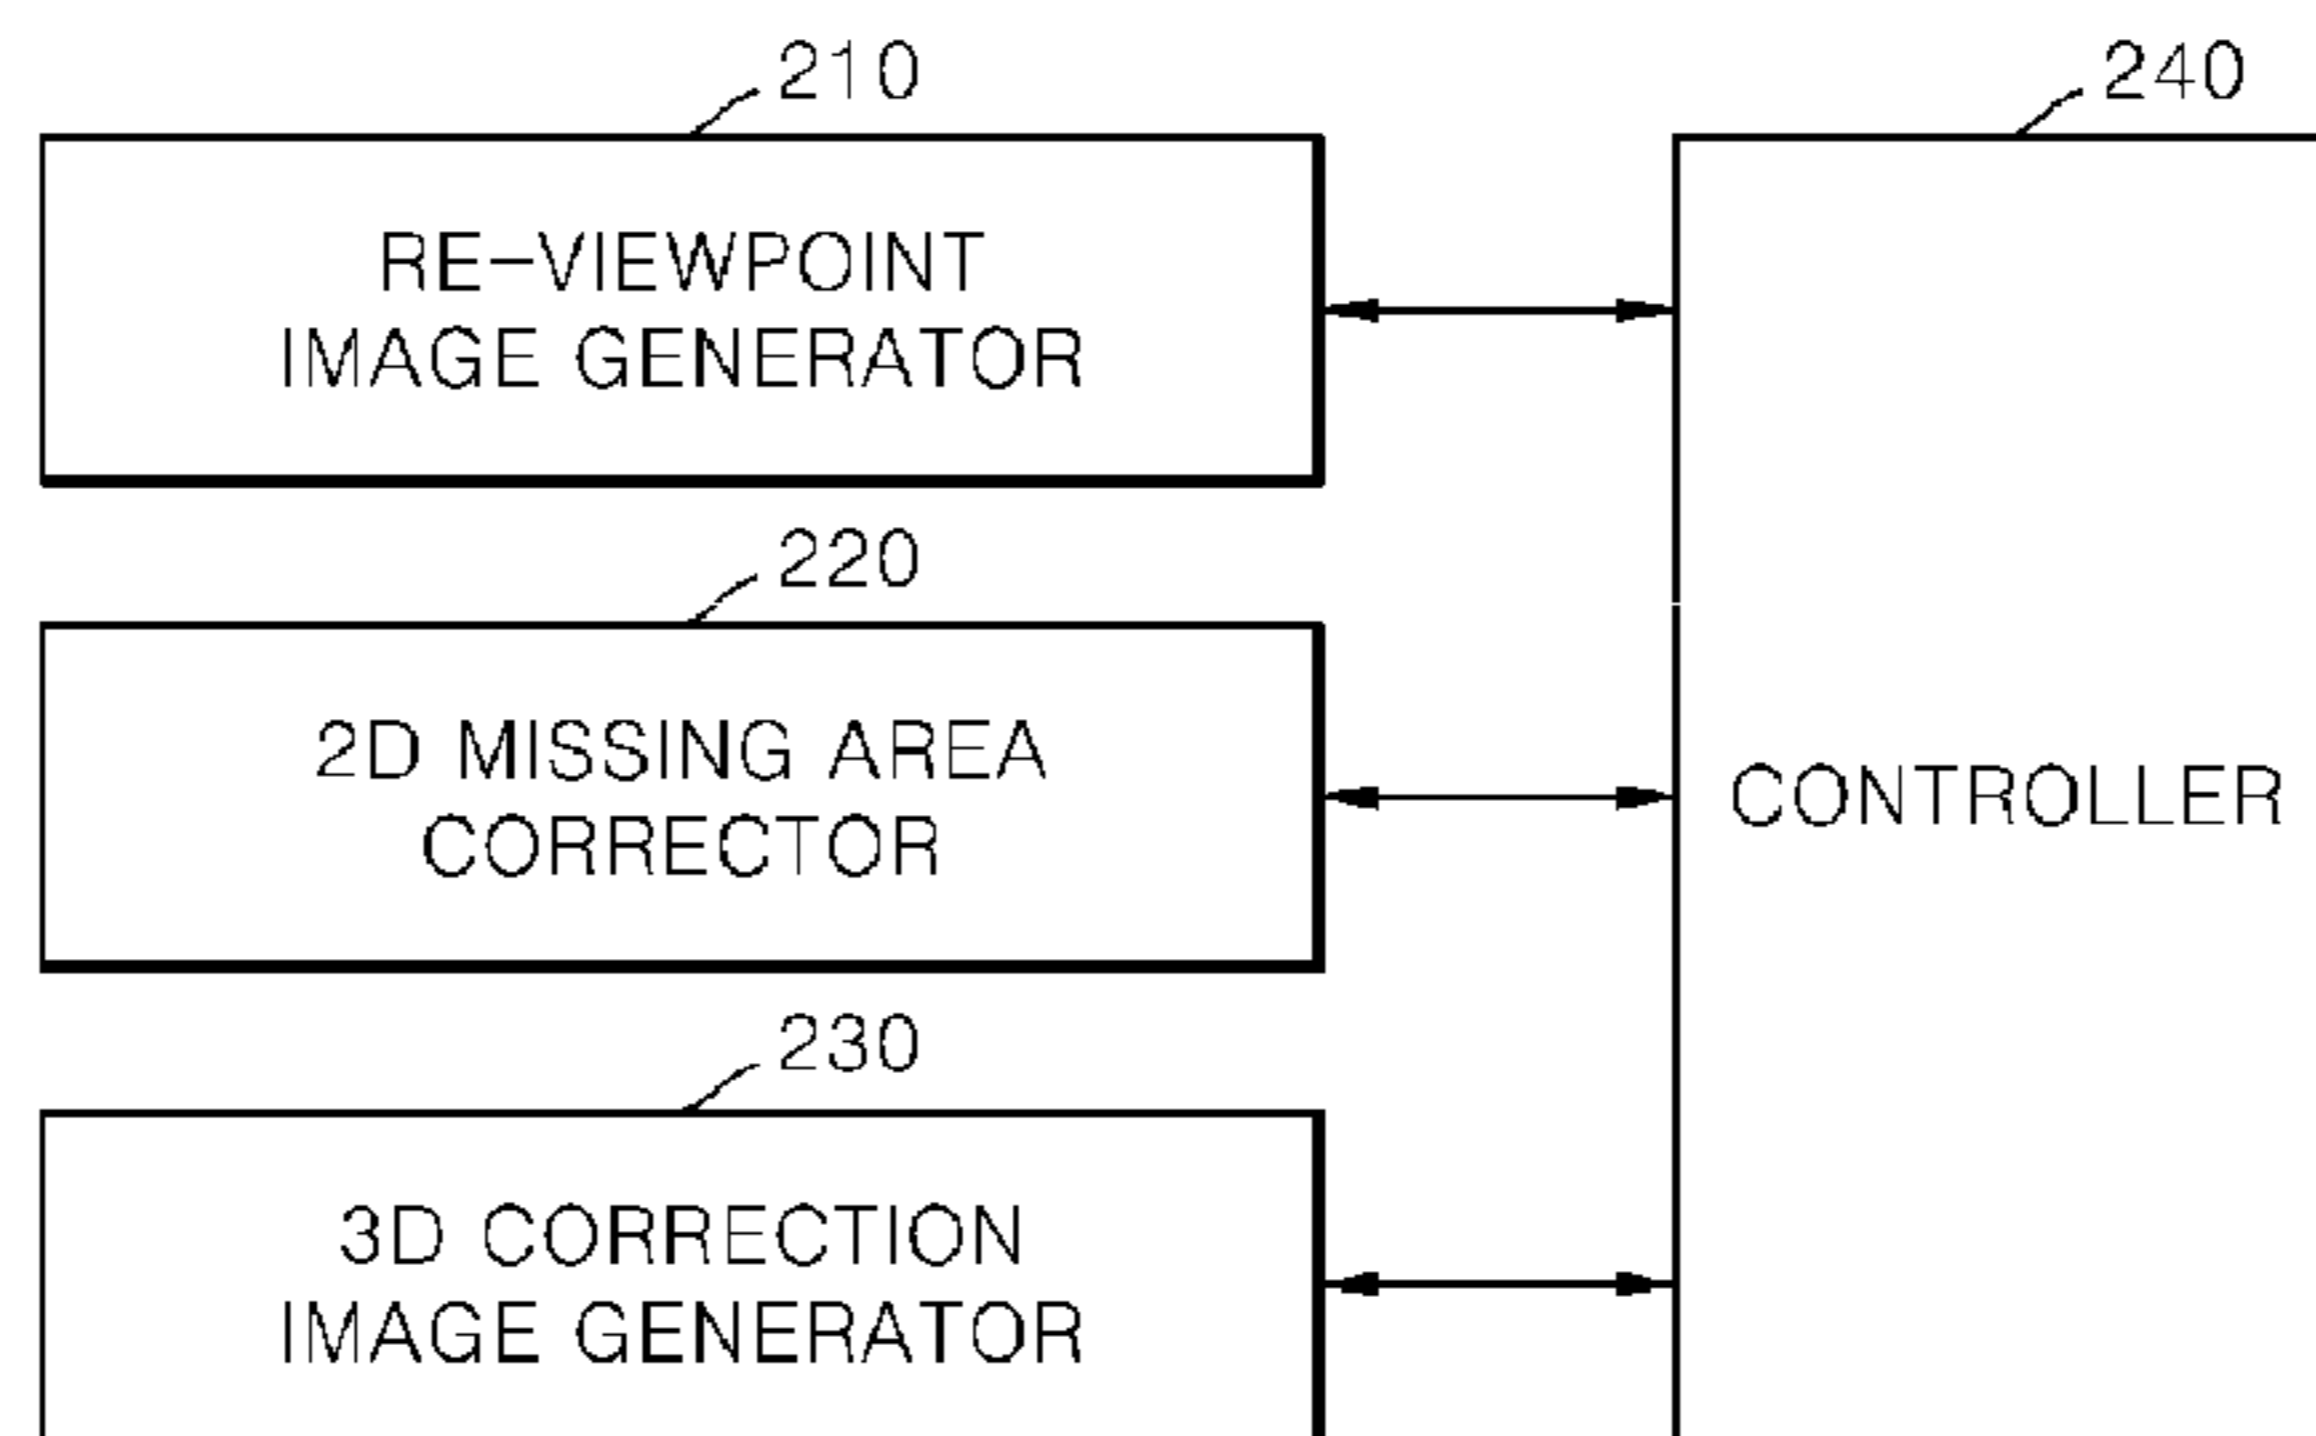 210
RE-VIEWPOINT
IMAGE GENERATOR
220
2D MISSING AREA
CORRECTOR
230
3D CORRECTION
IMAGE GENERATOR
240
CONTROLLER